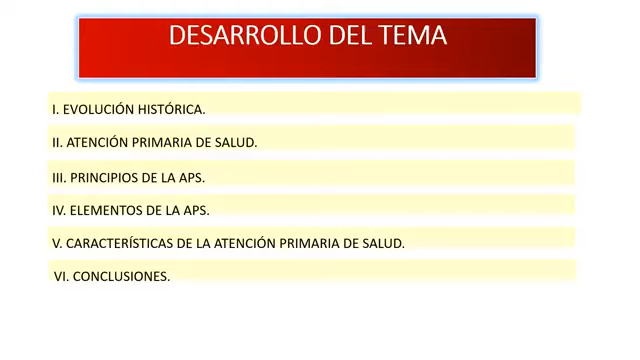 DESARROLLO DEL TEMA
I. EVOLUCIÓN HISTÓRICA.
II. ATENCIÓN PRIMARIA DE SALUD.
III. PRINCIPIOS DE LA APS.
IV. ELEMENTOS DE LA APS.
V. CARACTERÍSTICAS DE LA ATENCIÓN PRIMARIA DE SALUD.
VI. CONCLUSIONES.